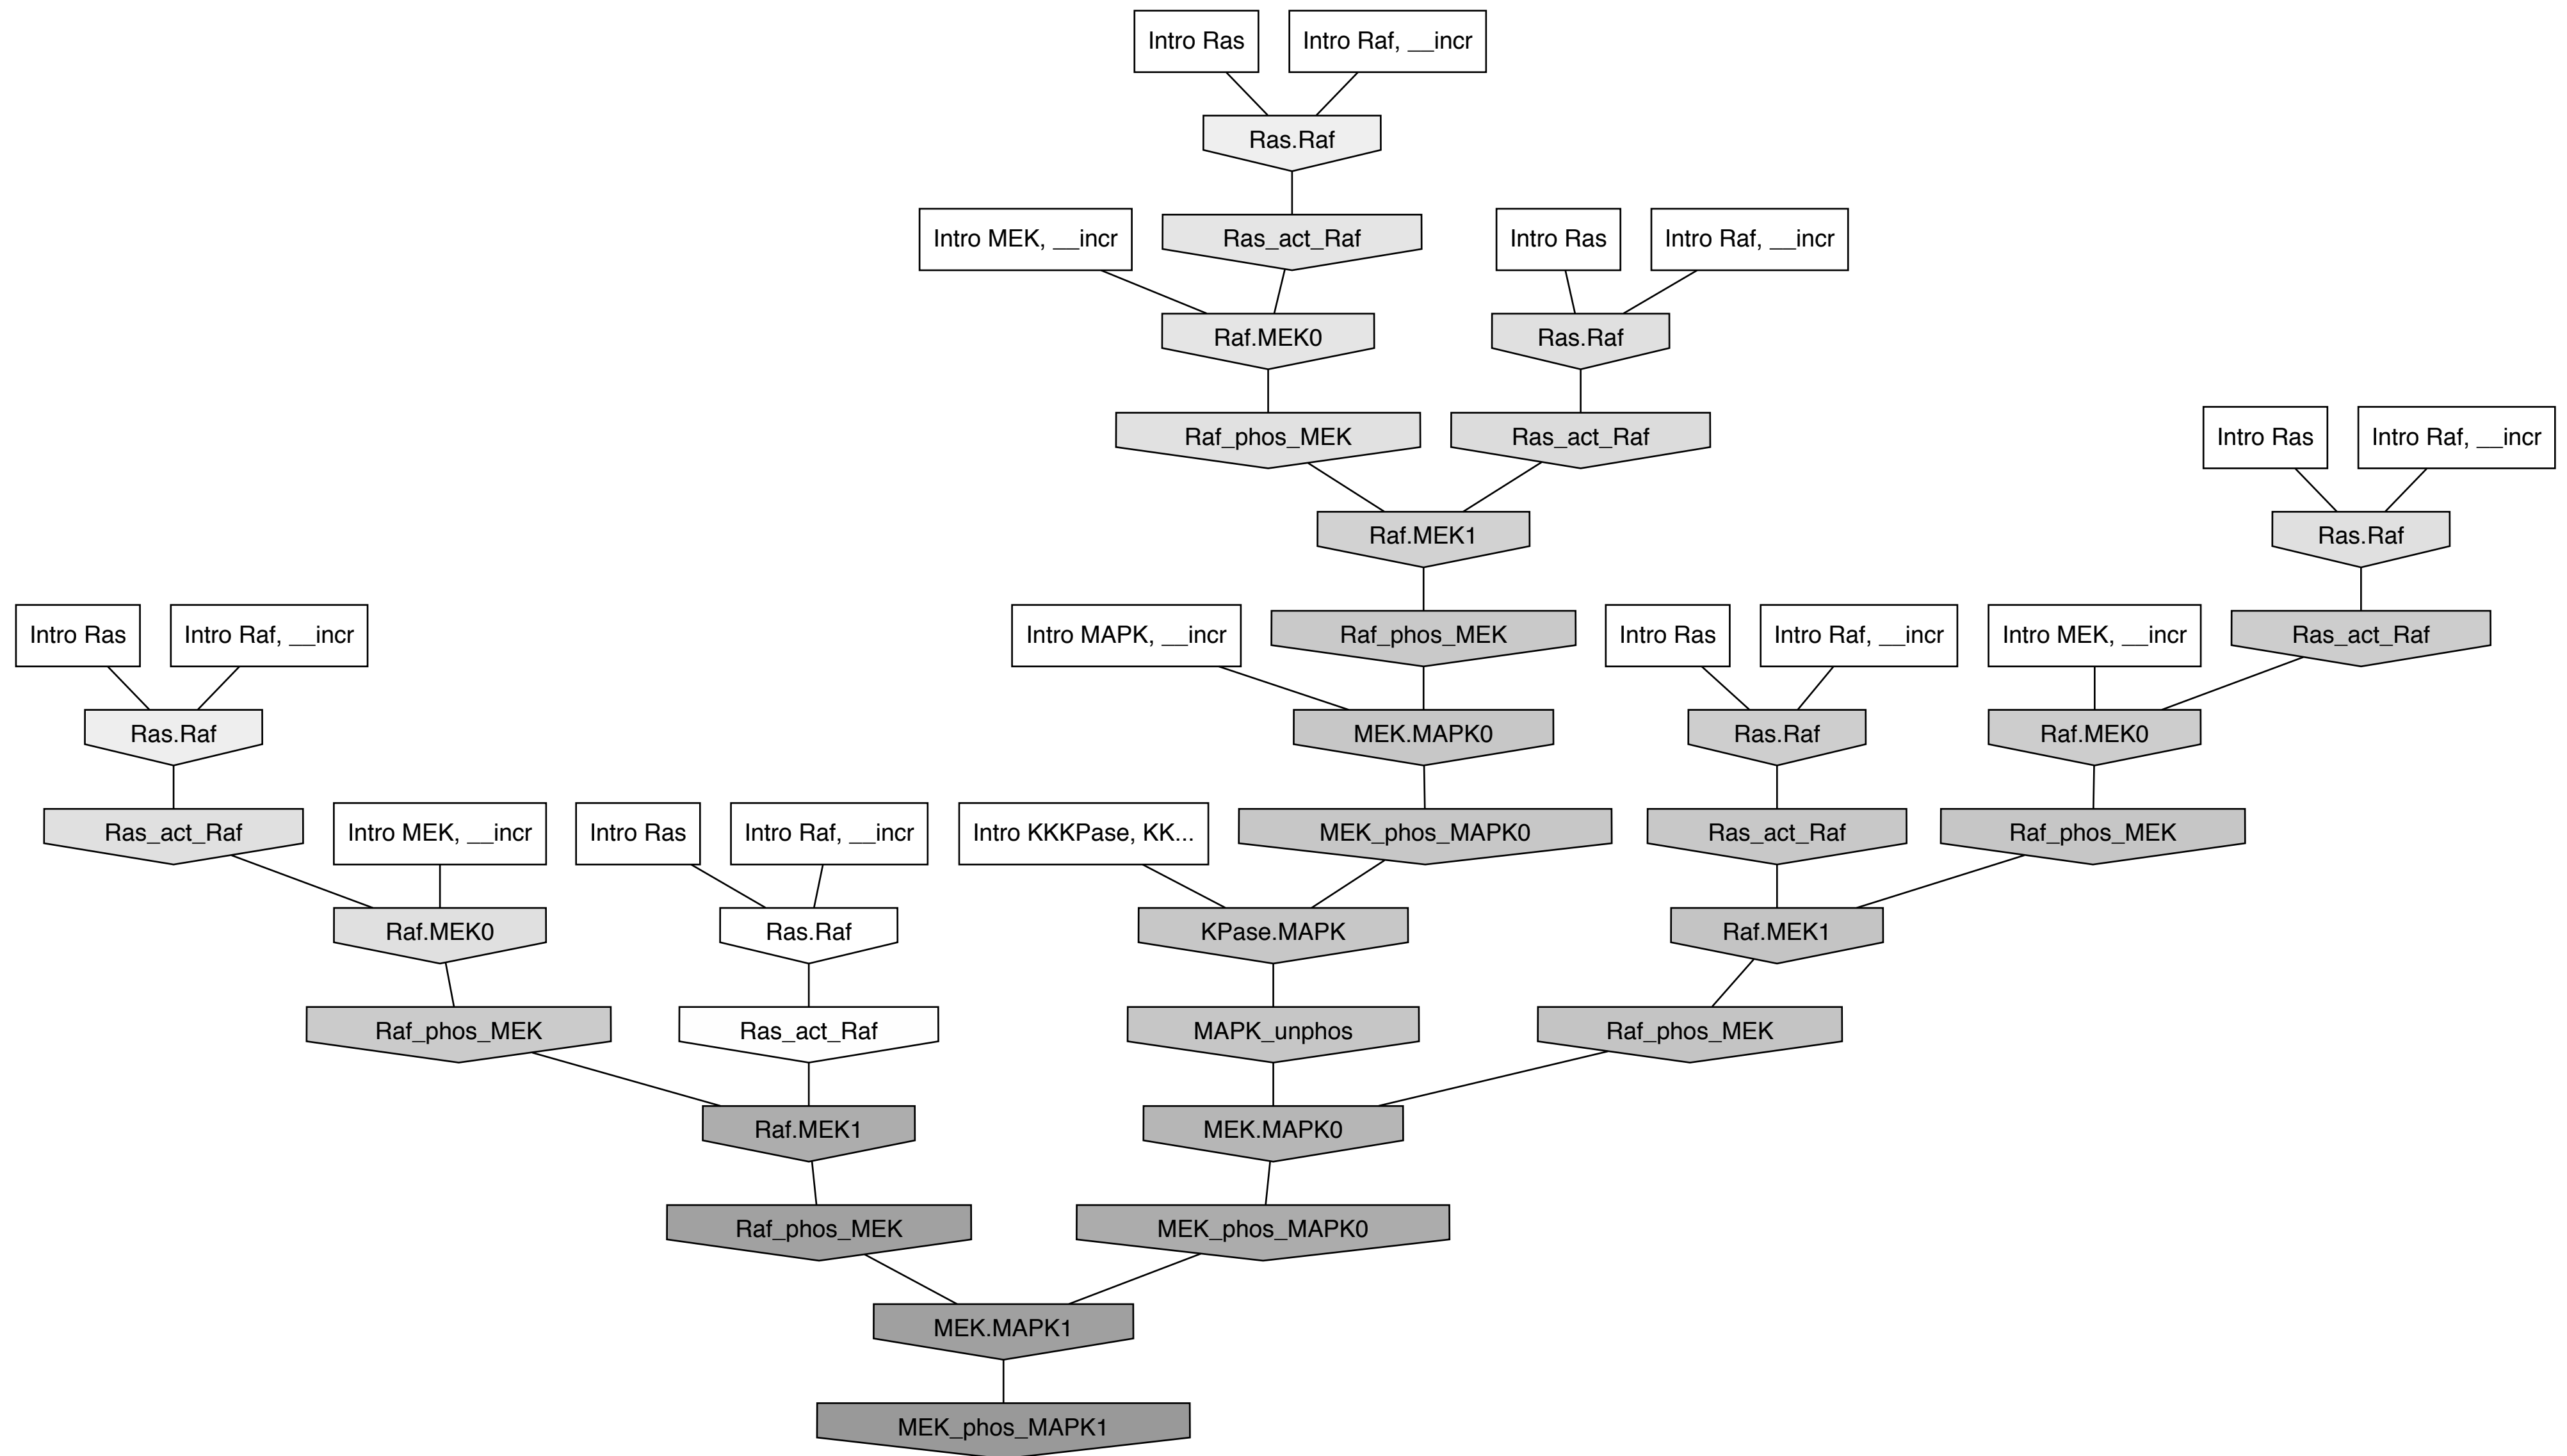 Intro Ras
Intro Raf, __incr
Ras.Raf
Intro MEK, __incr
Ras_act_Raf
Intro Ras
Intro Raf, __incr
Raf.MEK0
Ras.Raf
Raf_phos_MEK
Ras_act_Raf
Intro Ras
Intro Raf, __incr
Raf.MEK1
Ras.Raf
Intro Ras
Intro Raf, __incr
Intro MAPK, __incr
Raf_phos_MEK
Intro Ras
Intro Raf, __incr
Intro MEK, __incr
Ras_act_Raf
Ras.Raf
MEK.MAPK0
Ras.Raf
Raf.MEK0
Ras_act_Raf
Intro MEK, __incr
Intro Ras
Intro Raf, __incr
Intro KKKPase, KK...
MEK_phos_MAPK0
Ras_act_Raf
Raf_phos_MEK
Raf.MEK0
Ras.Raf
KPase.MAPK
Raf.MEK1
Raf_phos_MEK
Ras_act_Raf
MAPK_unphos
Raf_phos_MEK
Raf.MEK1
MEK.MAPK0
Raf_phos_MEK
MEK_phos_MAPK0
MEK.MAPK1
MEK_phos_MAPK1